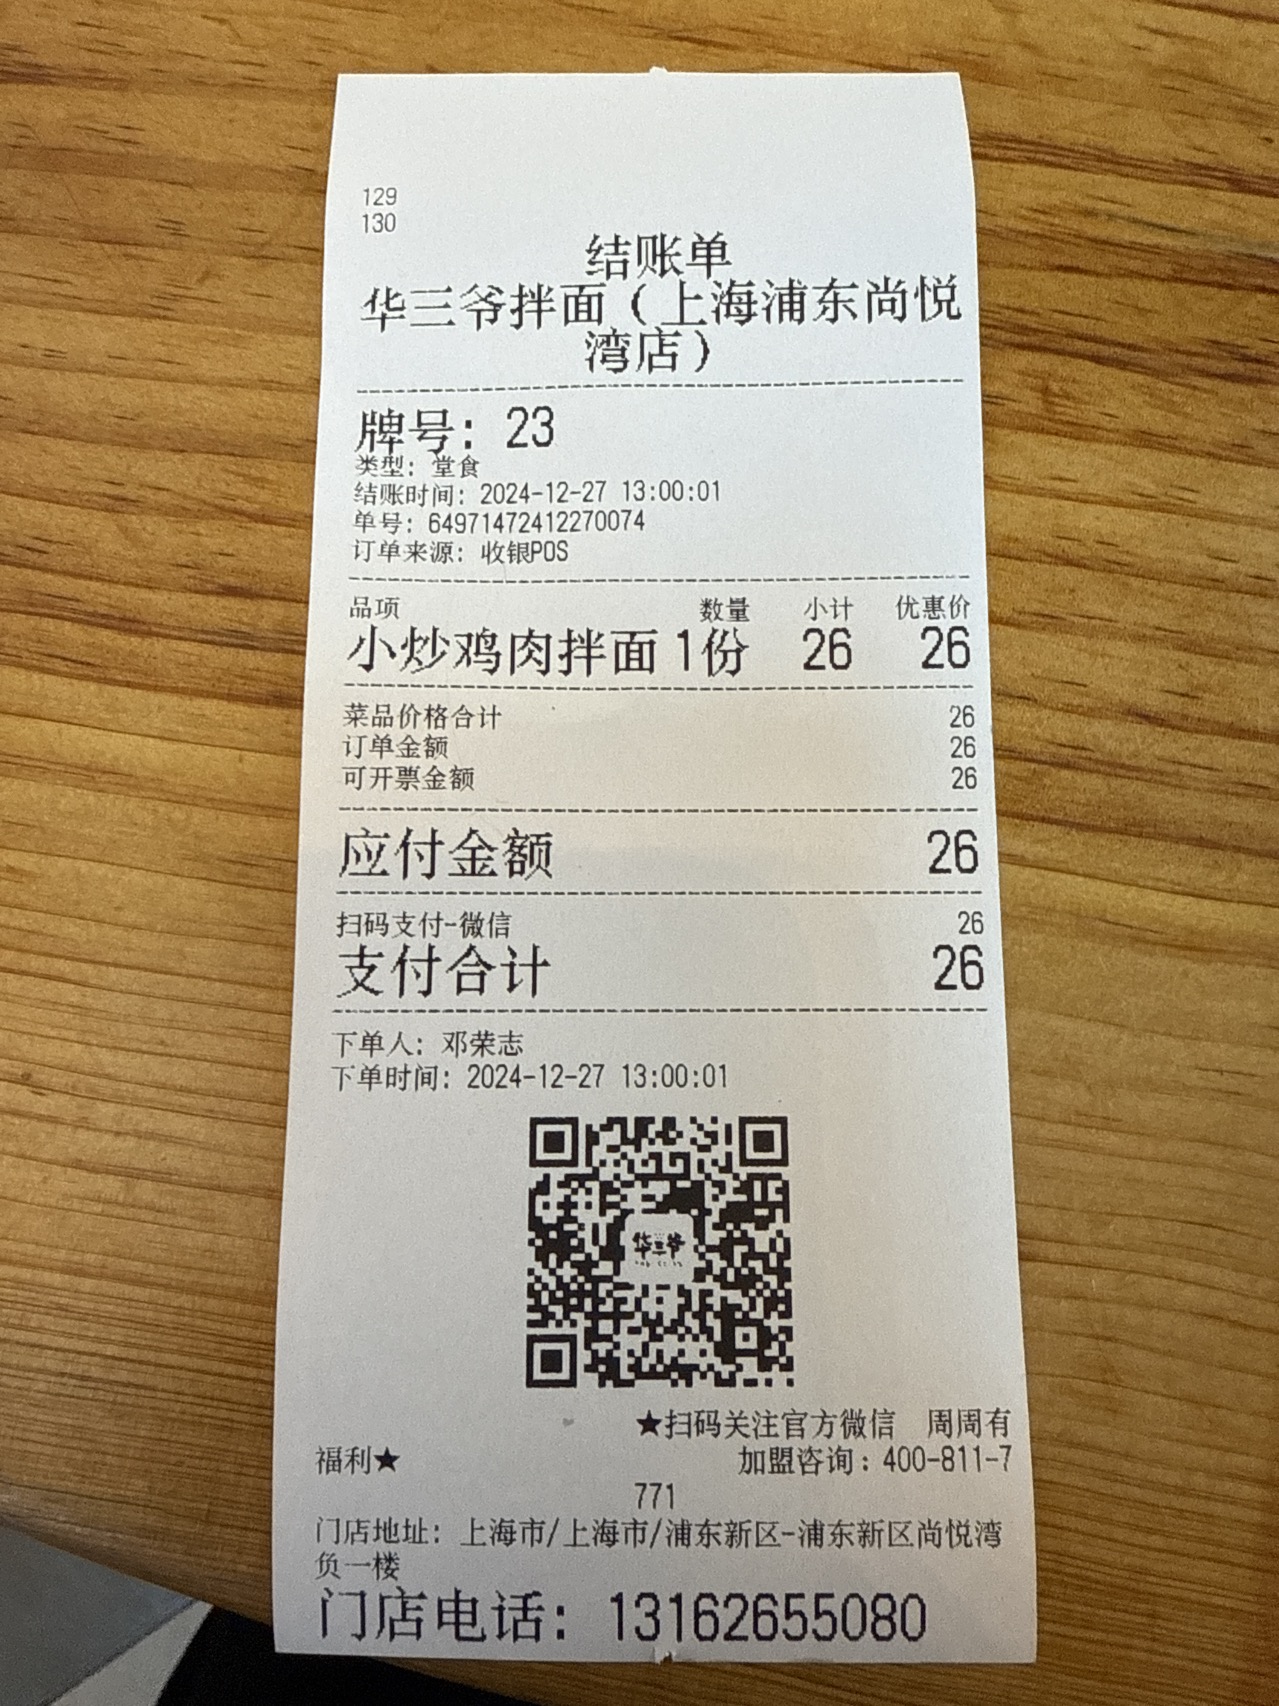 129
130
结账单
华三爷拌面（上海浦东尚悦
湾店）
牌号：23
类型：堂食
结账时间：2024-12-27 13:00:01
单号：64971472412270074
订单来源：收银POS
品项 数量 小计 优惠价
小炒鸡肉拌面 1份 26 26
菜品价格合计 26
订单金额 26
可开票金额 26
应付金额 26
扫码支付-微信 26
支付合计 26
下单人：邓荣志
下单时间：2024-12-27 13:00:01
华三爷
★扫码关注官方微信 周周有
福利★ 加盟咨询：400-811-7
771
门店地址：上海市/上海市/浦东新区-浦东新区尚悦湾
负一楼
门店电话：13162655080